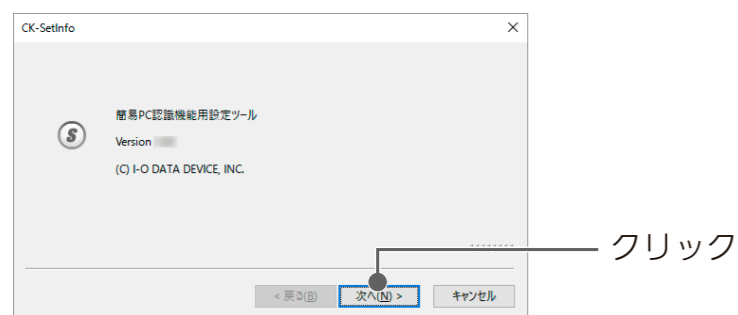 CK-SetInfo
簡易PC認識機能用設定ツール
Version
(C) I-O DATA DEVICE, INC.
クリック
< 戻る(B) 次へ(N) > キャンセル